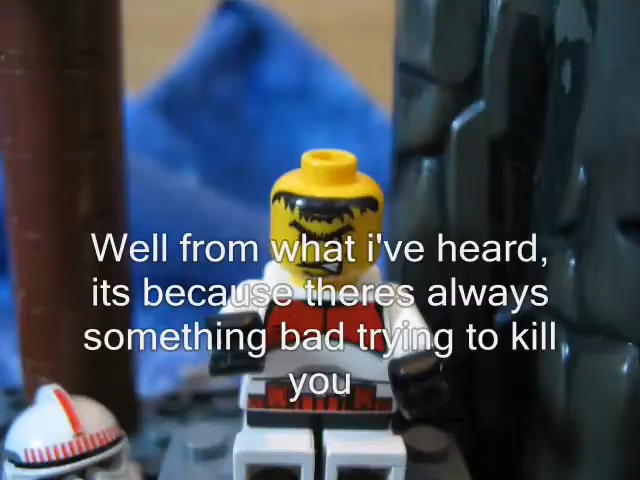 Well from what i've heard,
its because theres always
something bad trying to kill
you